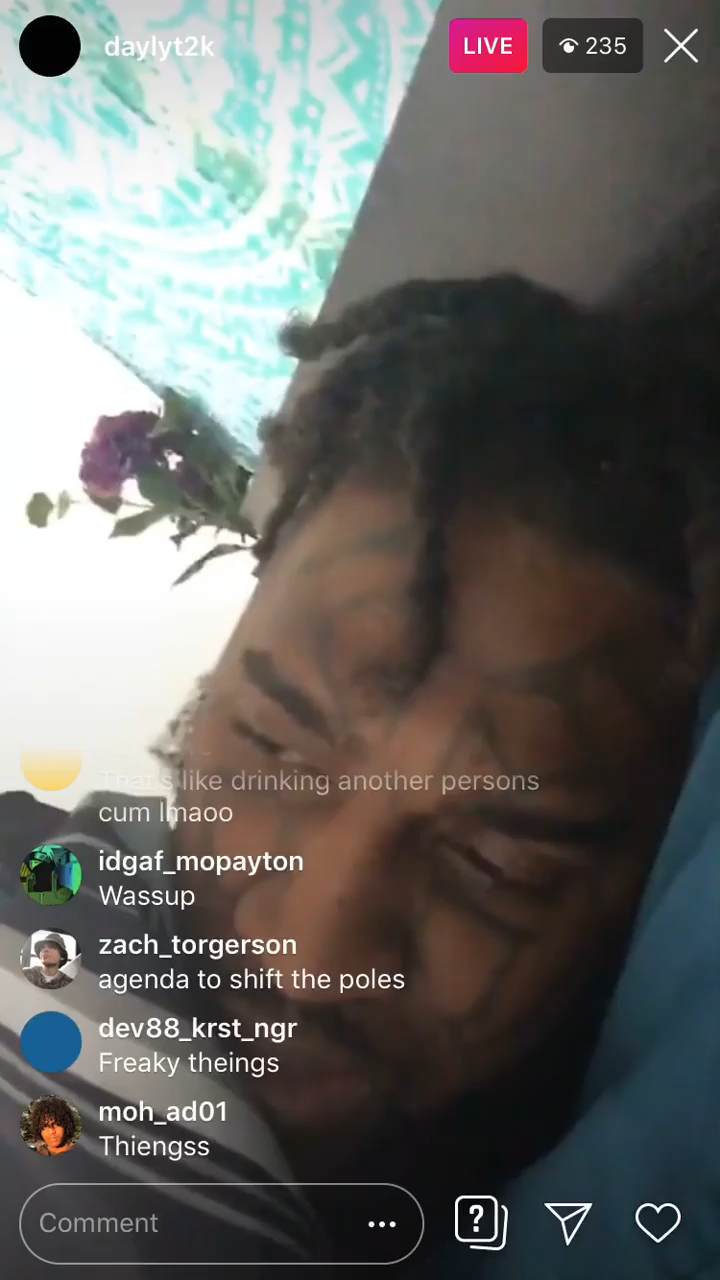 daylyt2k
LIVE
235
That's like drinking another persons
cum lmaoo
idgaf_mopayton
Wassup
zach_torgerson
agenda to shift the poles
dev88_krst_ngr
Freaky theings
moh_ad01
Thiengss
Comment
?